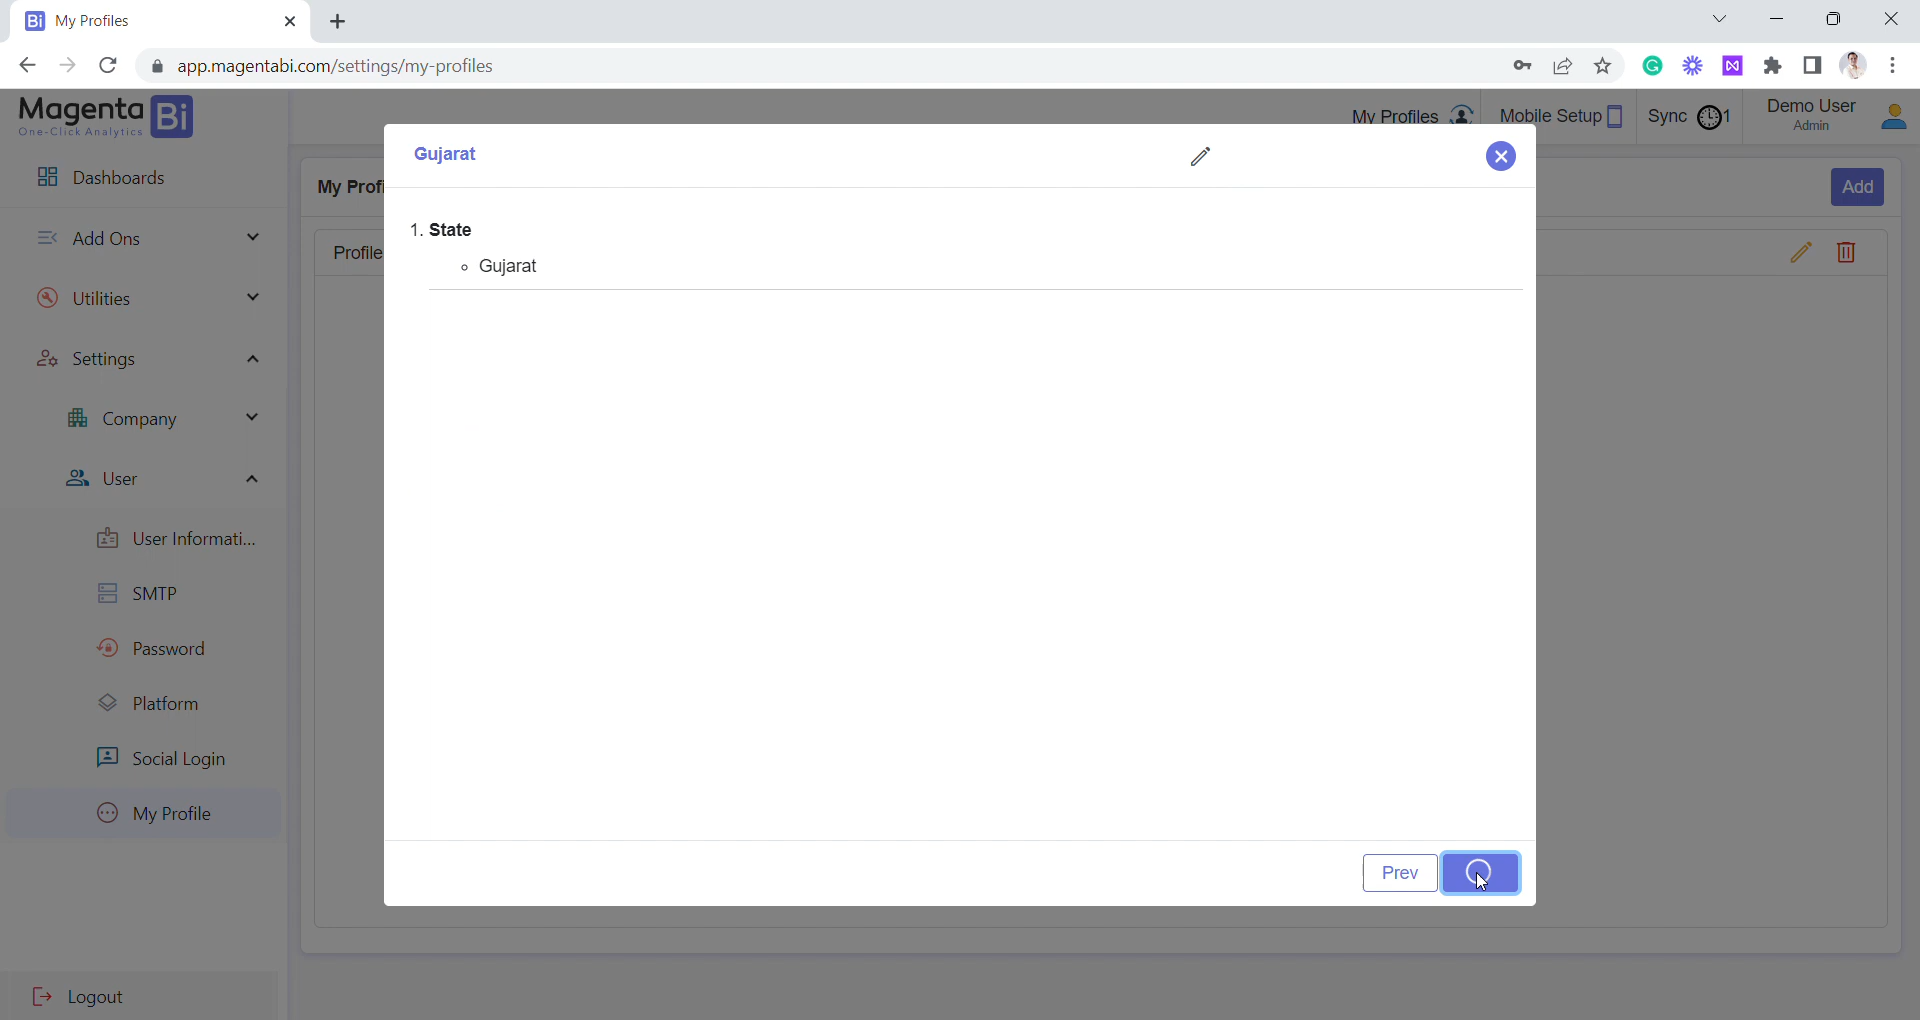 Bi My Profiles
app.magentabi.com/settings/my-profiles
Magenta Bi
One-Click Analytics
My Profiles
Mobile Setup
Sync 1
Demo User
Admin
Dashboards
Add Ons
Utilities
Settings
Company
User
User Informati...
SMTP
Password
Platform
Social Login
My Profile
Logout
My Profi
Add
Profile
Gujarat
1. State
Gujarat
Prev